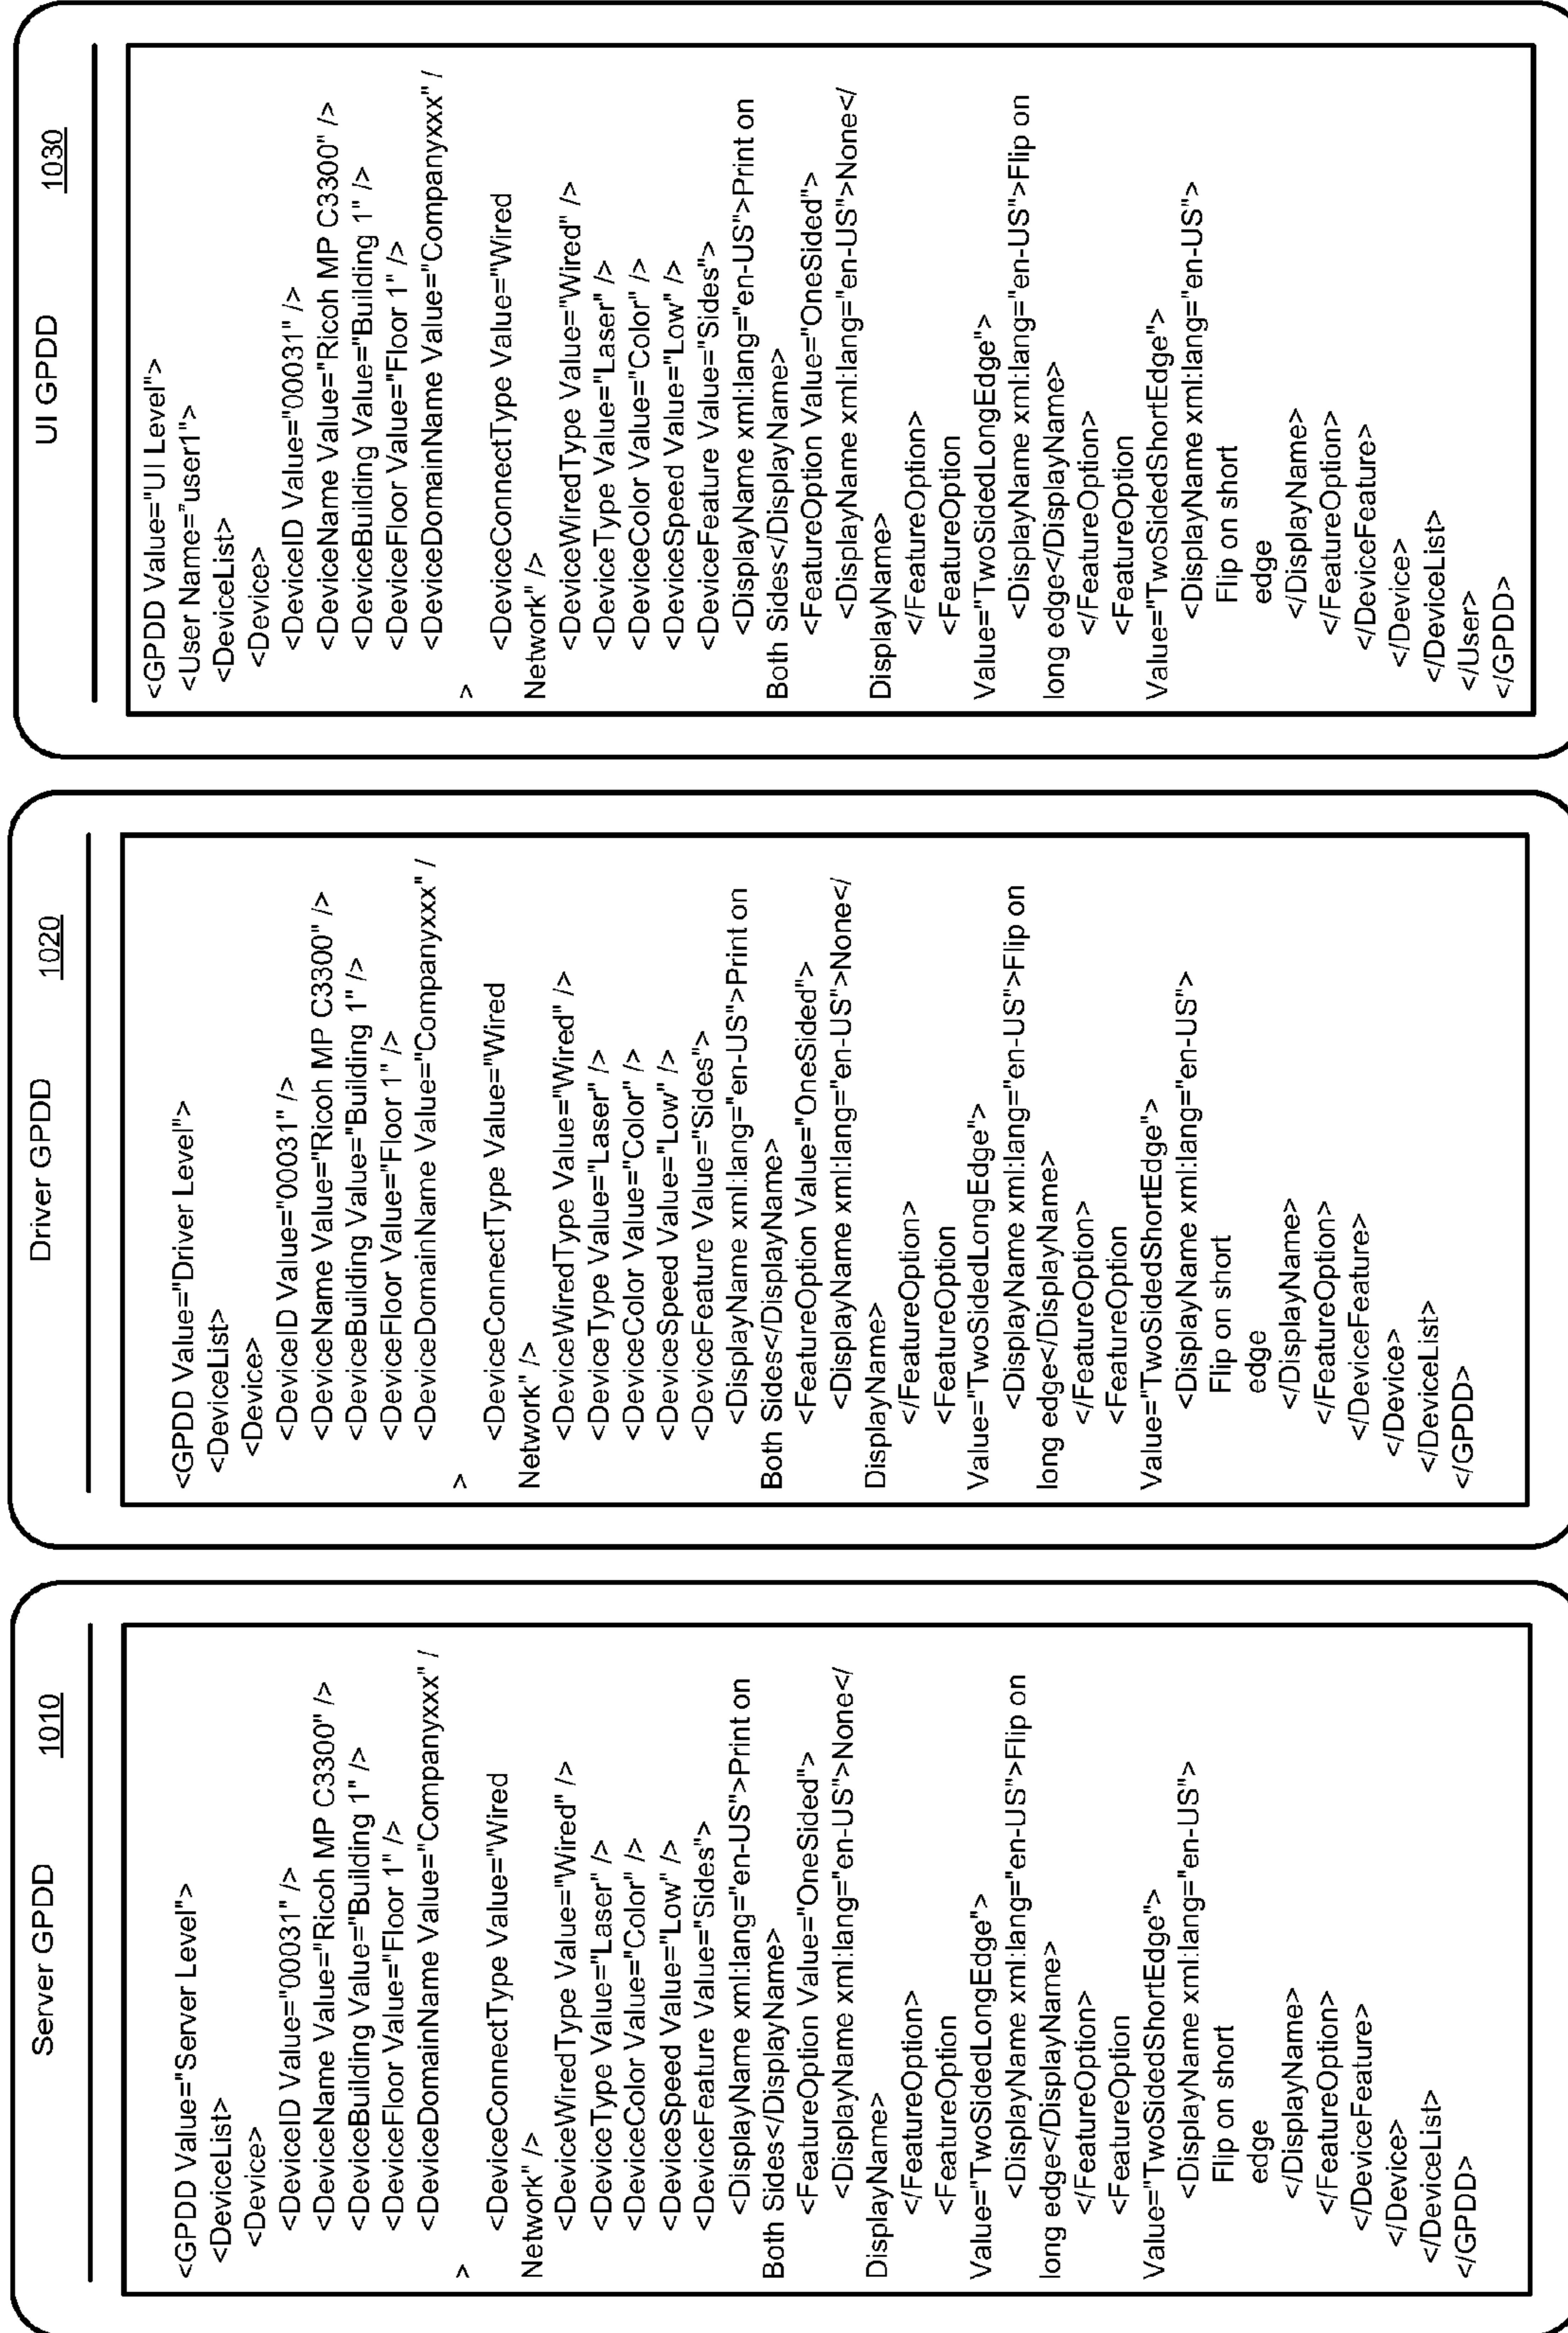 Server GPDD
1010
<GPDD Value="Server Level">
<DeviceList>
<Device>
<DeviceID Value="00031" />
<DeviceName Value="Ricoh MP C3300" />
<DeviceBuilding Value="Building 1" />
<DeviceFloor Value="Floor 1" />
<DeviceDomainName Value="Companyxxx" /
>
<DeviceConnectType Value="Wired
Network" />
<DeviceWiredType Value="Wired" />
<DeviceType Value="Laser" />
<DeviceColor Value="Color" />
<DeviceSpeed Value="Low" />
<DeviceFeature Value="Sides">
<DisplayName xml:lang="en-US">Print on
Both Sides</DisplayName>
<FeatureOption Value="OneSided">
<DisplayName xml:lang="en-US">None</
DisplayName>
</FeatureOption>
<FeatureOption
Value="TwoSidedLongEdge">
<DisplayName xml:lang="en-US">Flip on
long edge</DisplayName>
</FeatureOption>
<FeatureOption
Value="TwoSidedShortEdge">
<DisplayName xml:lang="en-US">
Flip on short
edge
</DisplayName>
</FeatureOption>
</DeviceFeature>
</Device>
</DeviceList>
</GPDD>
Driver GPDD
1020
<GPDD Value="Driver Level">
<DeviceList>
<Device>
<DeviceID Value="00031" />
<DeviceName Value="Ricoh MP C3300" />
<DeviceBuilding Value="Building 1" />
<DeviceFloor Value="Floor 1" />
<DeviceDomainName Value="Companyxxx" /
>
<DeviceConnectType Value="Wired
Network" />
<DeviceWiredType Value="Wired" />
<DeviceType Value="Laser" />
<DeviceColor Value="Color" />
<DeviceSpeed Value="Low" />
<DeviceFeature Value="Sides">
<DisplayName xml:lang="en-US">Print on
Both Sides</DisplayName>
<FeatureOption Value="OneSided">
<DisplayName xml:lang="en-US">None</
DisplayName>
</FeatureOption>
<FeatureOption
Value="TwoSidedLongEdge">
<DisplayName xml:lang="en-US">Flip on
long edge</DisplayName>
</FeatureOption>
<FeatureOption
Value="TwoSidedShortEdge">
<DisplayName xml:lang="en-US">
Flip on short
edge
</DisplayName>
</FeatureOption>
</DeviceFeature>
</Device>
</DeviceList>
</GPDD>
UI GPDD
1030
<GPDD Value="UI Level">
<User Name="user1">
<DeviceList>
<Device>
<DeviceID Value="00031" />
<DeviceName Value="Ricoh MP C3300" />
<DeviceBuilding Value="Building 1" />
<DeviceFloor Value="Floor 1" />
<DeviceDomainName Value="Companyxxx" /
>
<DeviceConnectType Value="Wired
Network" />
<DeviceWiredType Value="Wired" />
<DeviceType Value="Laser" />
<DeviceColor Value="Color" />
<DeviceSpeed Value="Low" />
<DeviceFeature Value="Sides">
<DisplayName xml:lang="en-US">Print on
Both Sides</DisplayName>
<FeatureOption Value="OneSided">
<DisplayName xml:lang="en-US">None</
DisplayName>
</FeatureOption>
<FeatureOption
Value="TwoSidedLongEdge">
<DisplayName xml:lang="en-US">Flip on
long edge</DisplayName>
</FeatureOption>
<FeatureOption
Value="TwoSidedShortEdge">
<DisplayName xml:lang="en-US">
Flip on short
edge
</DisplayName>
</FeatureOption>
</DeviceFeature>
</Device>
</DeviceList>
</User>
</GPDD>